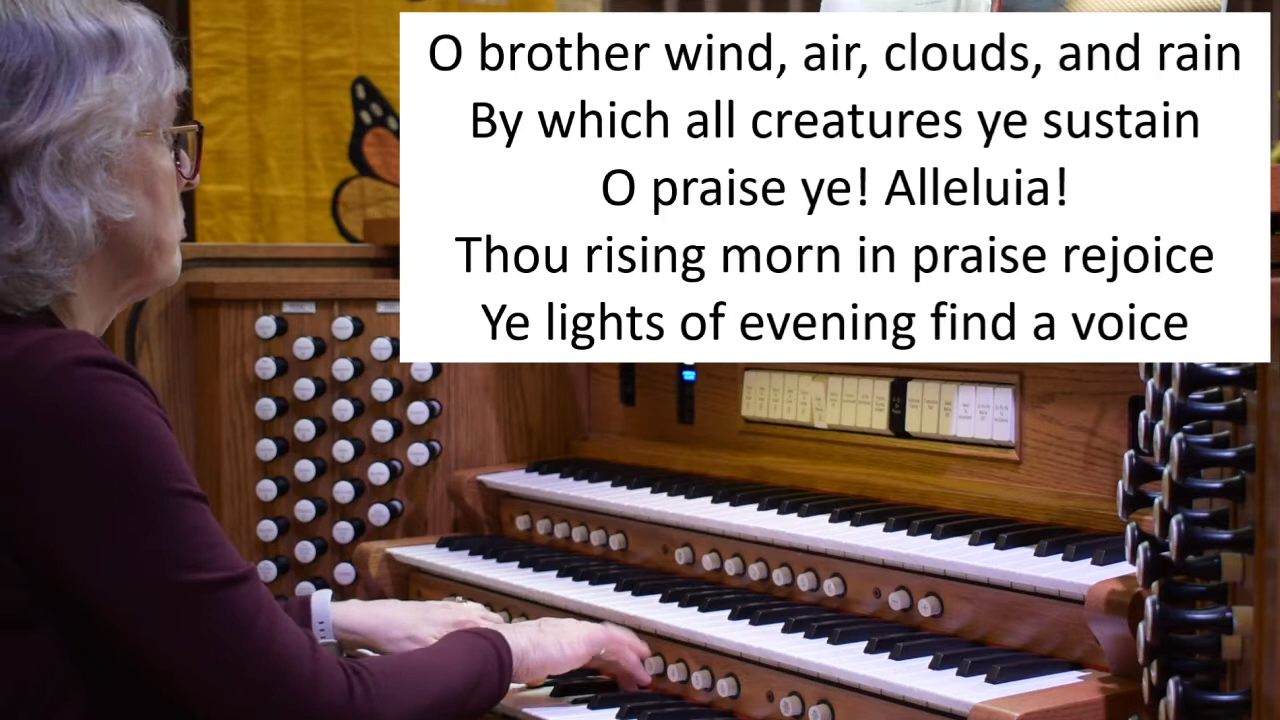 O brother wind, air, clouds, and rain
By which all creatures ye sustain
O praise ye! Alleluia!
Thou rising morn in praise rejoice
Ye lights of evening find a voice